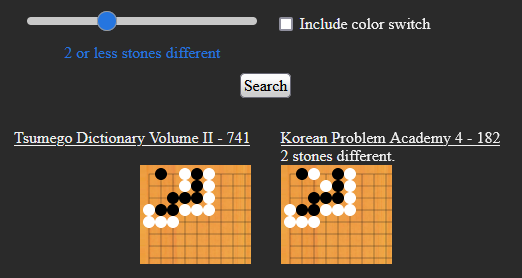 Include color switch
2 or less stones different
Search
Tsumego Dictionary Volume II - 741
Korean Problem Academy 4 - 182
2 stones different.